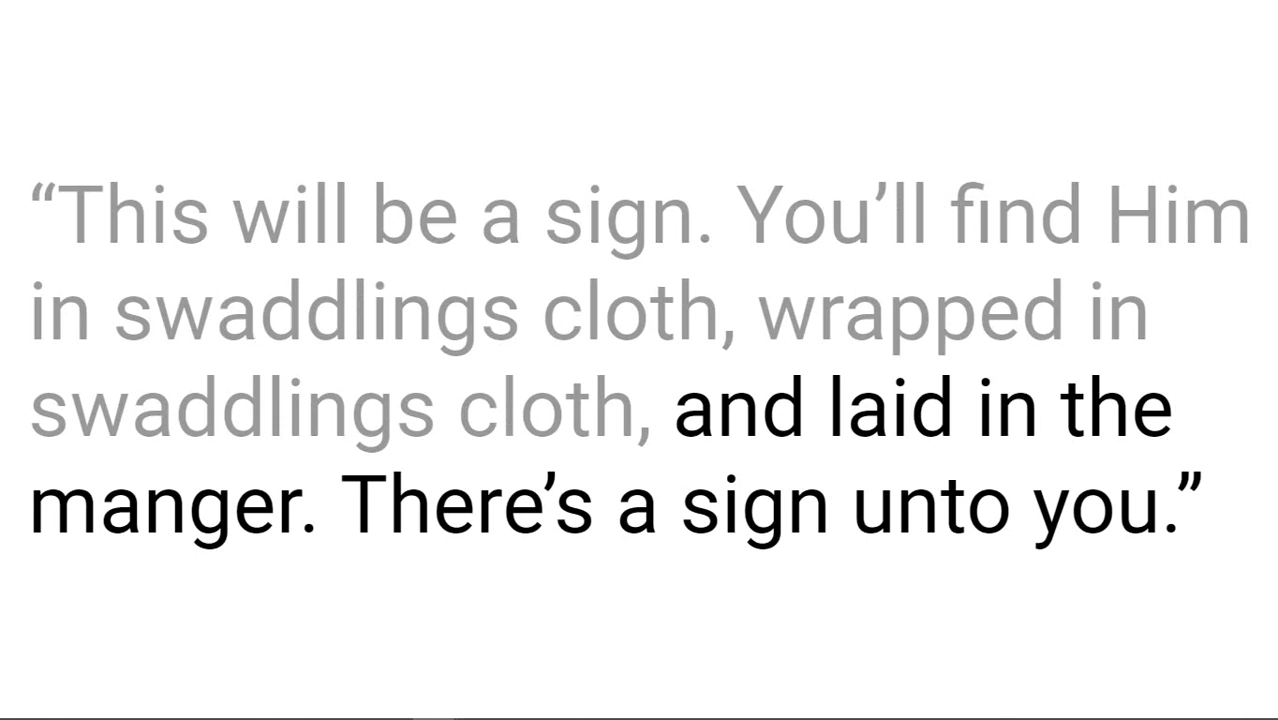 “This will be a sign. You’ll find Him
in swaddlings cloth, wrapped in
swaddlings cloth, and laid in the
manger. There’s a sign unto you.”